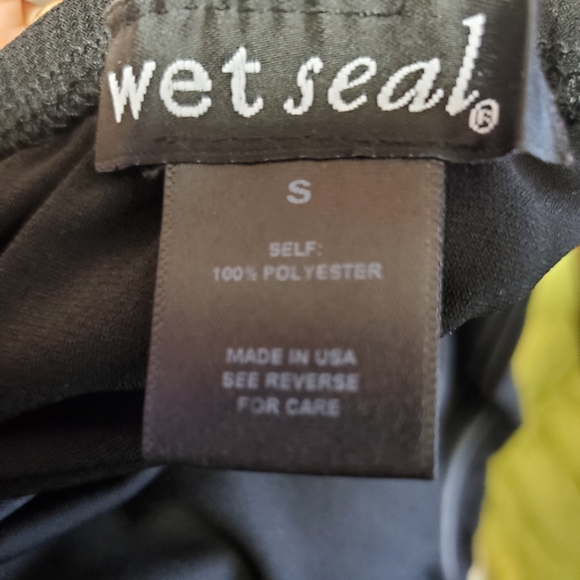 wet seal®
S
SELF:
100% POLYESTER
MADE IN USA
SEE REVERSE
FOR CARE